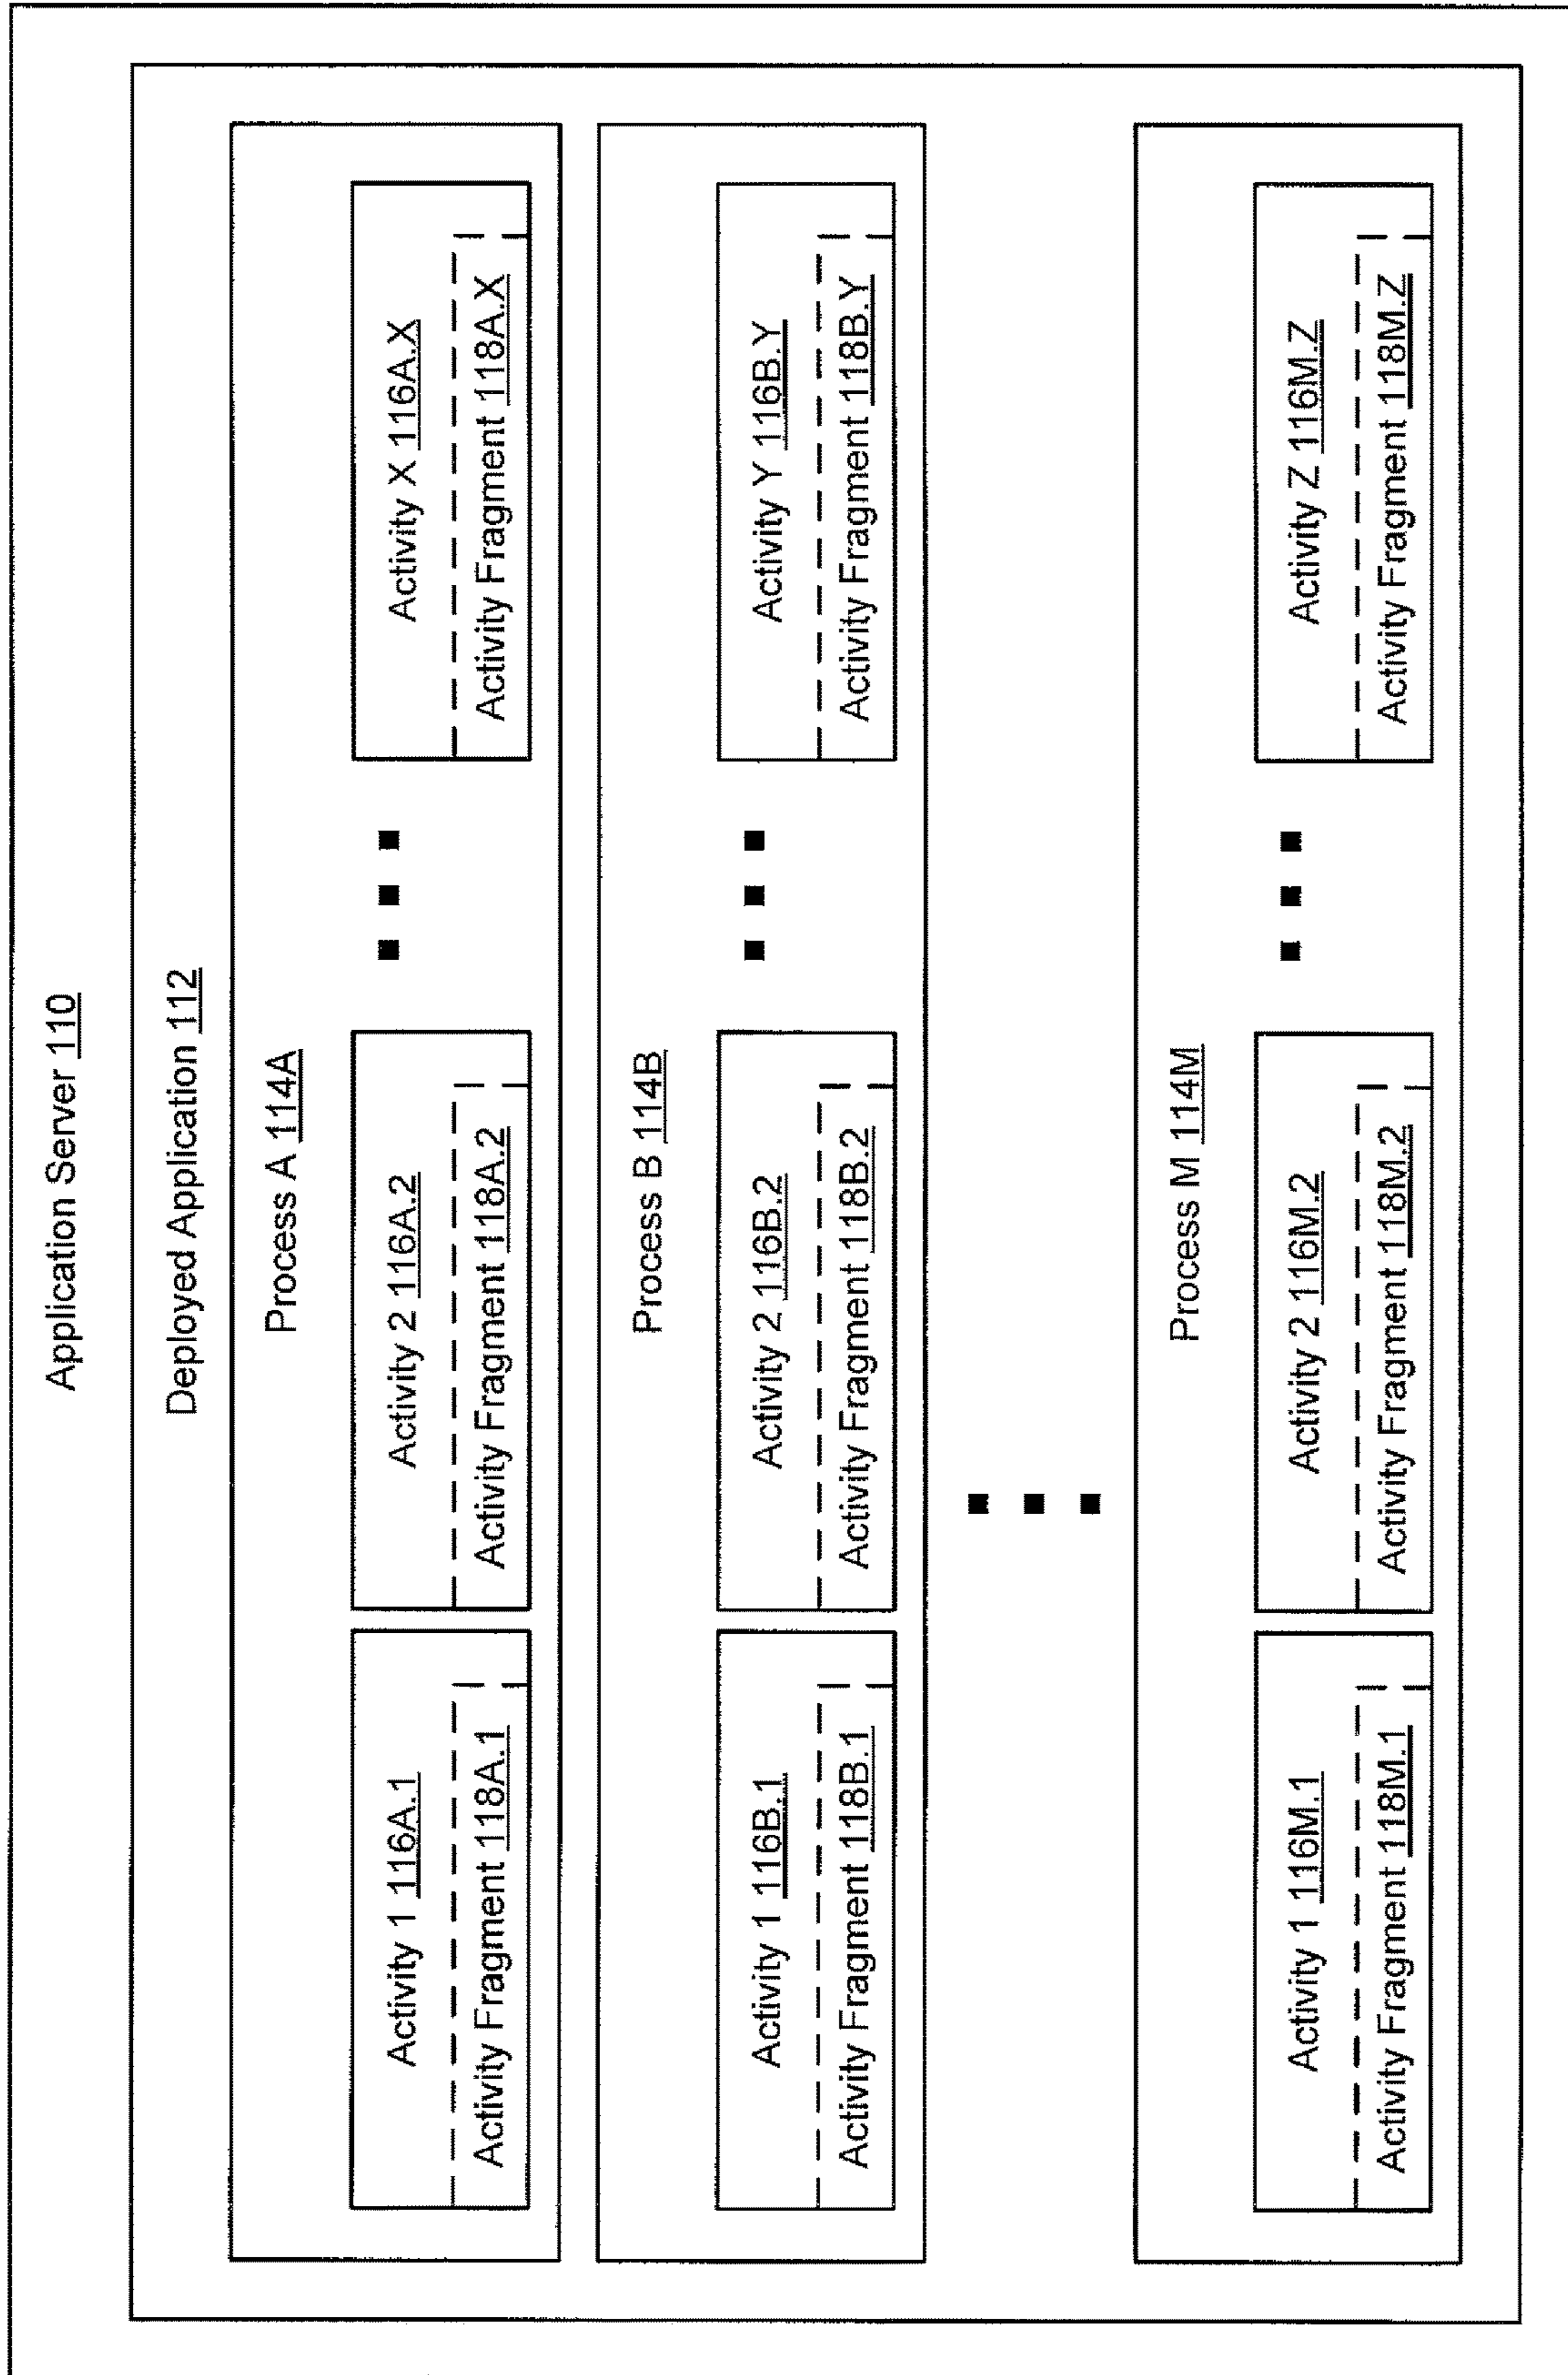 Application Server 110
Deployed Application 112
Process A 114A
Activity 1 116A.1
Activity Fragment 118A.1
Activity 2 116A.2
Activity Fragment 118A.2
Activity X 116A.X
Activity Fragment 118A.X
Process B 114B
Activity 1 116B.1
Activity Fragment 118B.1
Activity 2 116B.2
Activity Fragment 118B.2
Activity Y 116B.Y
Activity Fragment 118B.Y
Process M 114M
Activity 1 116M.1
Activity Fragment 118M.1
Activity 2 116M.2
Activity Fragment 118M.2
Activity Z 116M.Z
Activity Fragment 118M.Z